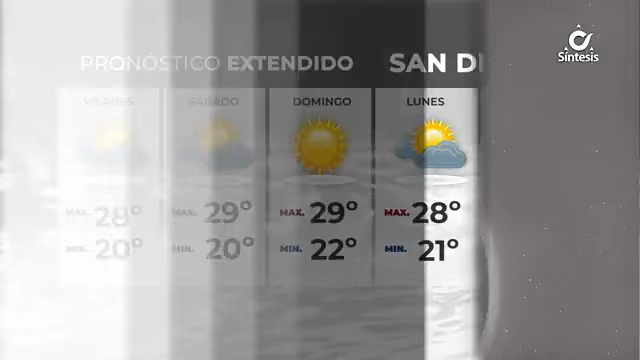 Síntesis
PRONÓSTICO EXTENDIDO
SAN DI
VIERNES SÁBADO DOMINGO LUNES
MAX. 28° MAX. 29° MAX. 29° MAX. 28°
MIN. 20° MIN. 20° MIN. 22° MIN. 21°